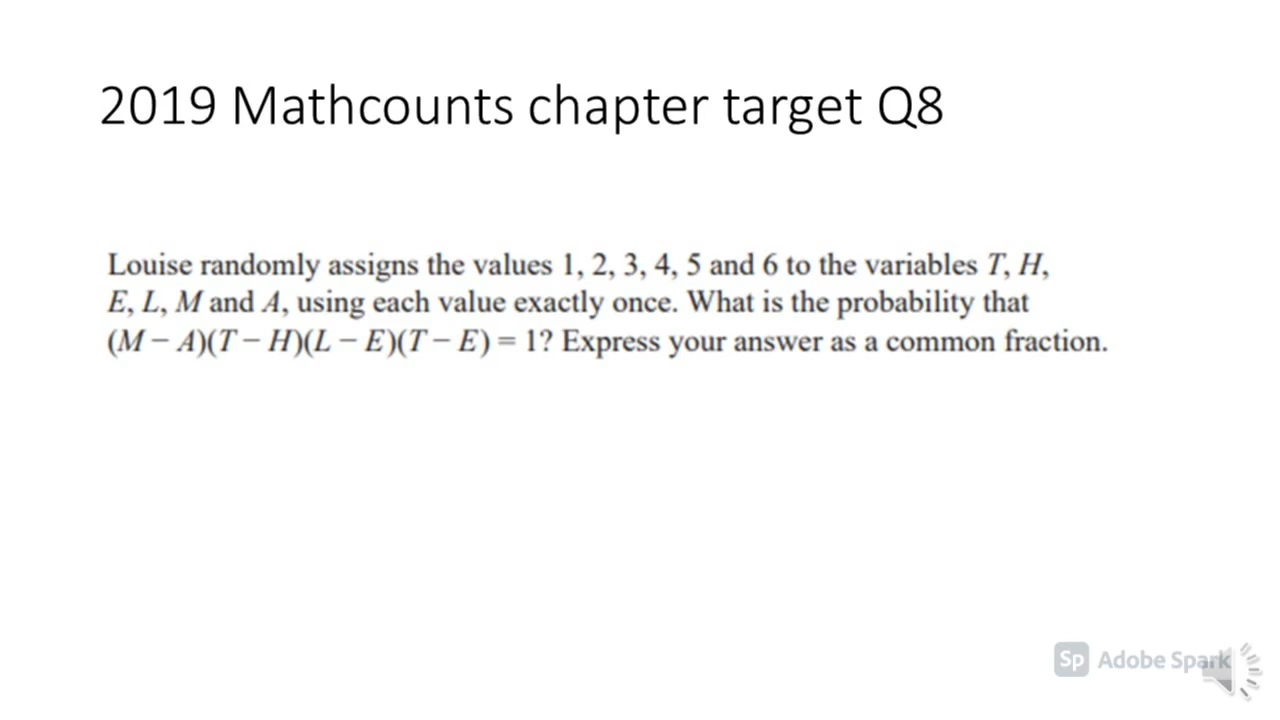 2019 Mathcounts chapter target Q8
Louise randomly assigns the values 1, 2, 3, 4, 5 and 6 to the variables T, H,
E, L, M and A, using each value exactly once. What is the probability that
(M − A)(T − H)(L − E)(T − E) = 1? Express your answer as a common fraction.
Sp Adobe Spark